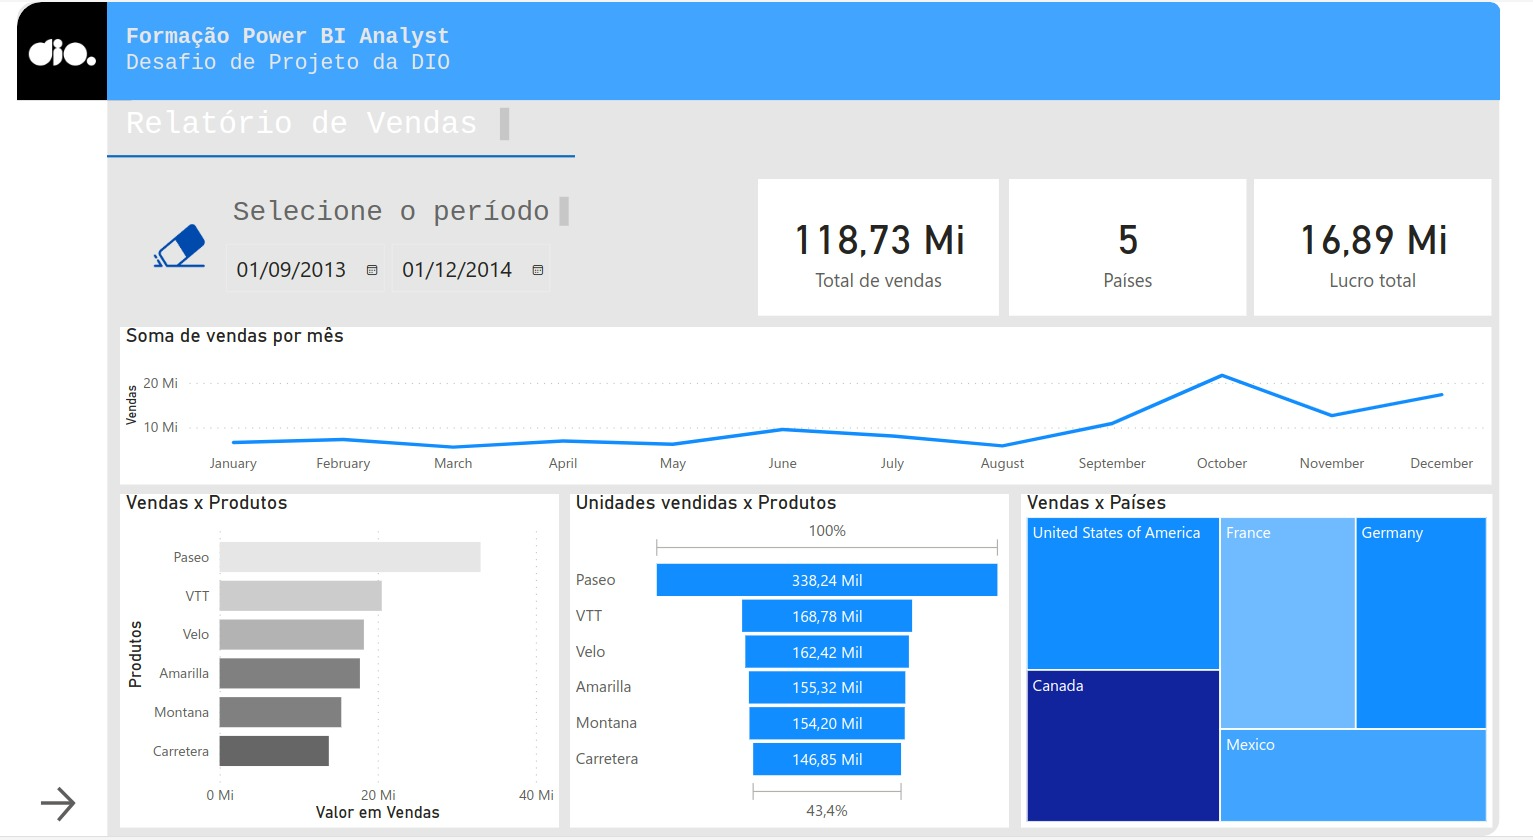 dio.
Formação Power BI Analyst
Desafio de Projeto da DIO
Relatório de Vendas
Selecione o período
01/09/2013
01/12/2014
118,73 Mi
Total de vendas
5
Países
16,89 Mi
Lucro total
Soma de vendas por mês
Vendas
20 Mi
10 Mi
January February March April May June July August September October November December
Vendas x Produtos
Produtos
Paseo
VTT
Velo
Amarilla
Montana
Carretera
0 Mi 20 Mi 40 Mi
Valor em Vendas
Unidades vendidas x Produtos
100%
Paseo 338,24 Mil
VTT 168,78 Mil
Velo 162,42 Mil
Amarilla 155,32 Mil
Montana 154,20 Mil
Carretera 146,85 Mil
43,4%
Vendas x Países
United States of America
France
Germany
Canada
Mexico